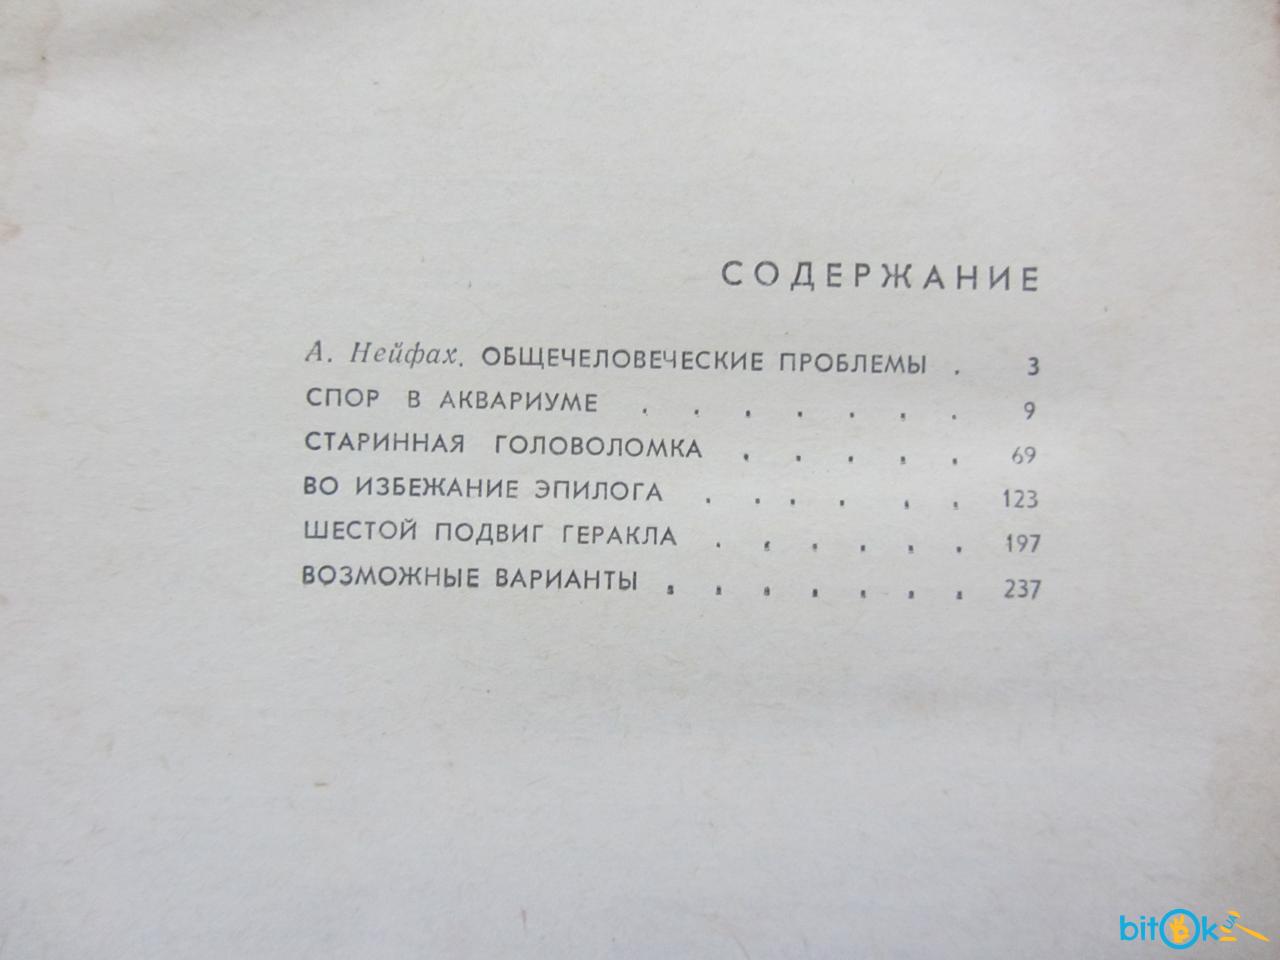 СОДЕРЖАНИЕ
А. Нейфах. ОБЩЕЧЕЛОВЕЧЕСКИЕ ПРОБЛЕМЫ . 3
СПОР В АКВАРИУМЕ . . . . . . . 9
СТАРИННАЯ ГОЛОВОЛОМКА . . . . . 69
ВО ИЗБЕЖАНИЕ ЭПИЛОГА . . . . . . 123
ШЕСТОЙ ПОДВИГ ГЕРАКЛА . . . . . . 197
ВОЗМОЖНЫЕ ВАРИАНТЫ . . . . . . . 237
bitOk.ua